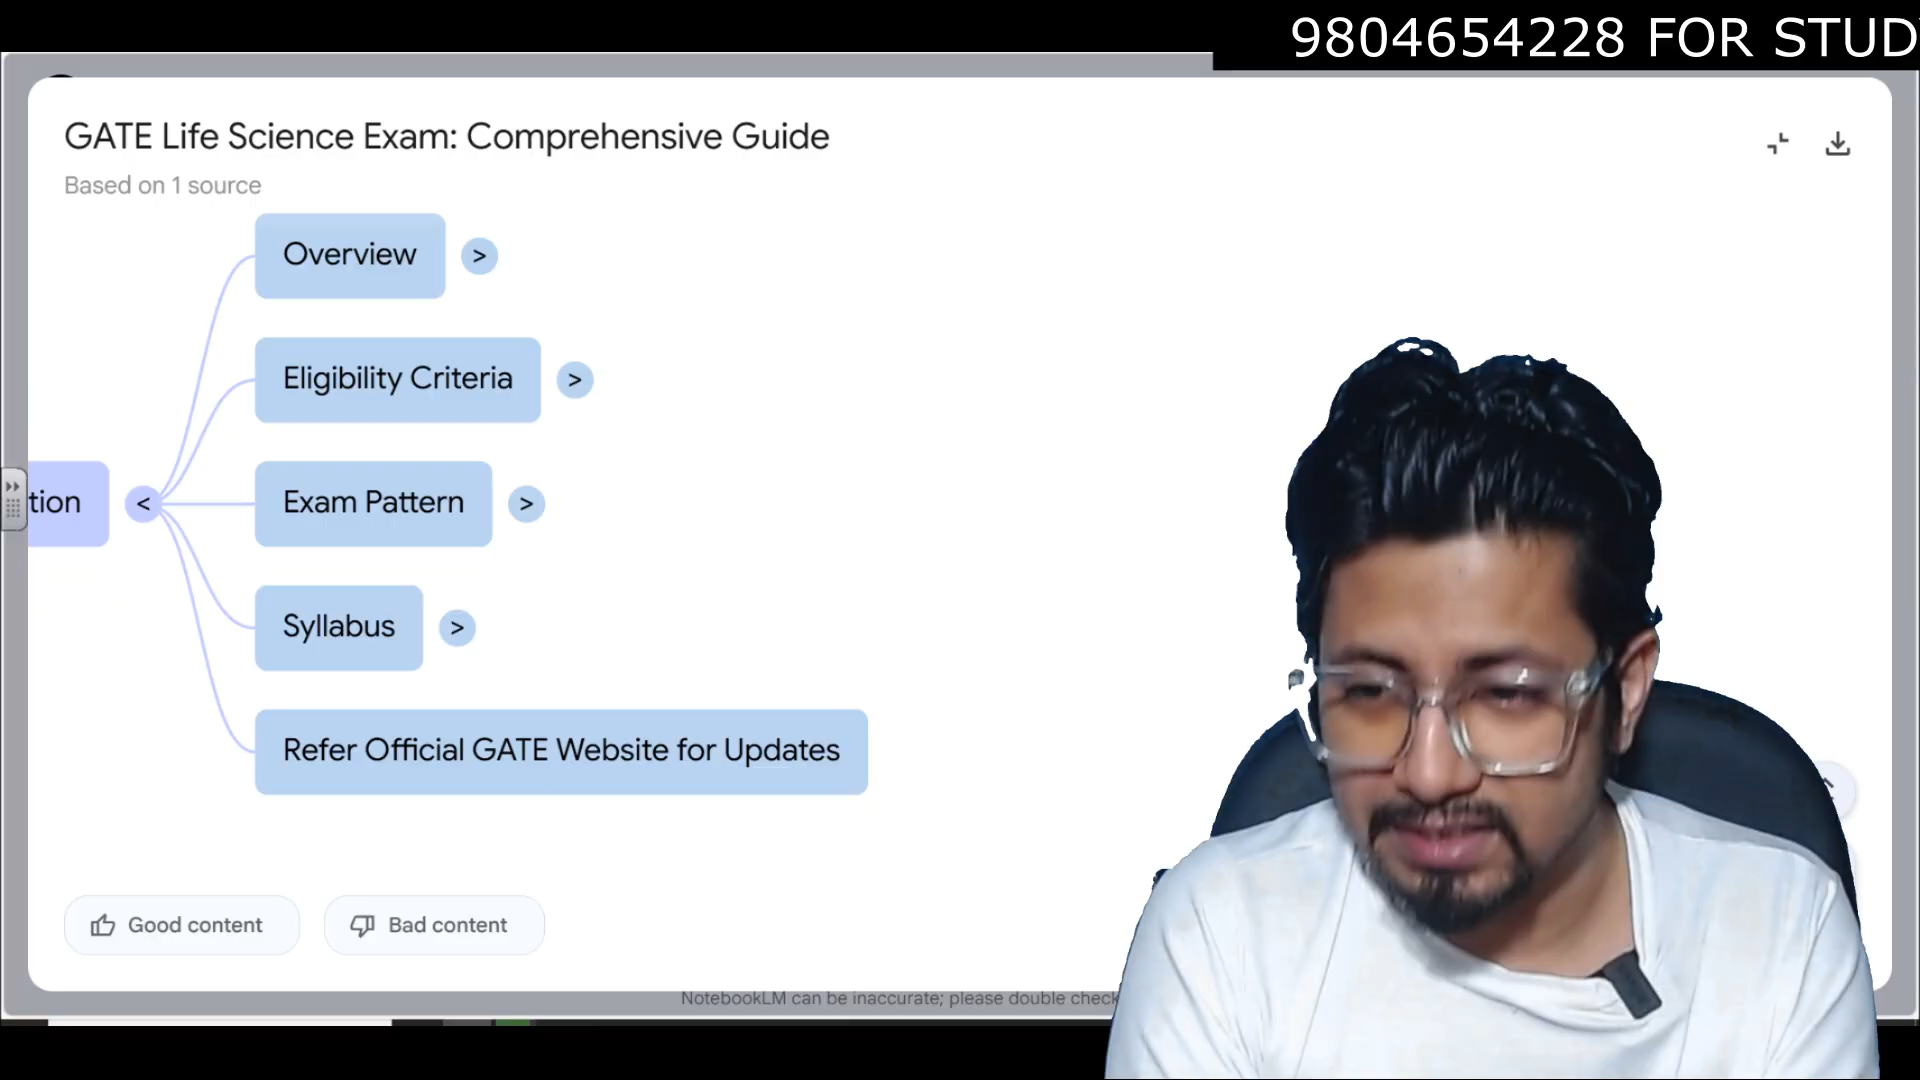 9804654228 FOR STUD
GATE Life Science Exam: Comprehensive Guide
Based on 1 source
Overview >
Eligibility Criteria >
tion <
Exam Pattern >
Syllabus >
Refer Official GATE Website for Updates
Good content
Bad content
NotebookLM can be inaccurate; please double check